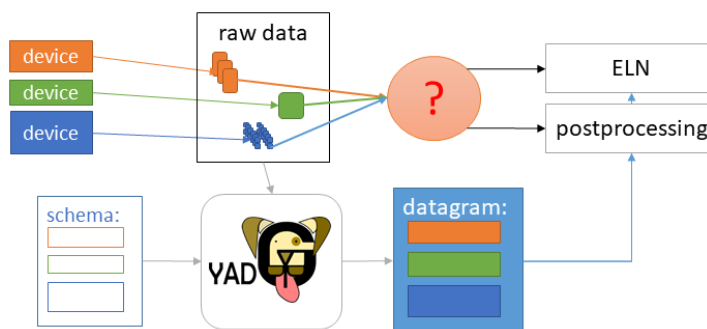 raw data
device
device
device
?
ELN
postprocessing
schema:
YAD
datagram: